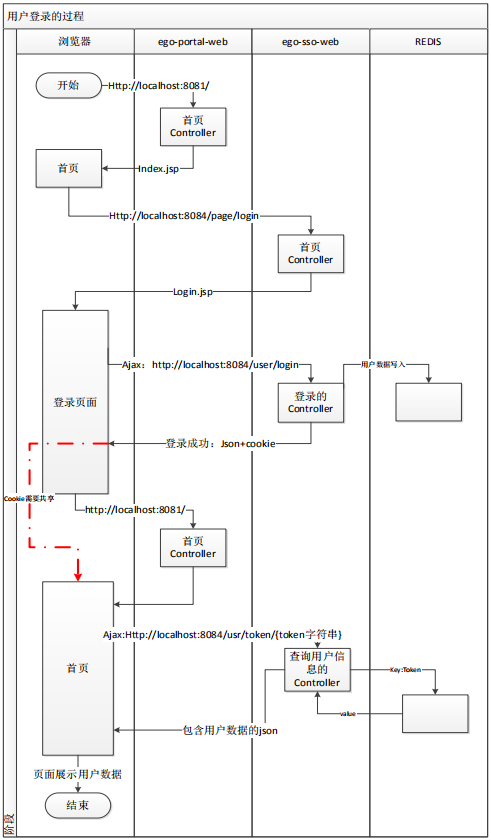 用户登录的过程
浏览器
ego-portal-web
ego-sso-web
REDIS
开始
Http://localhost:8081/
首页
Controller
Index.jsp
首页
Http://localhost:8084/page/login
首页
Controller
Login.jsp
登录页面
Ajax：http://localhost:8084/user/login
用户数据写入
登录的
Controller
登录成功：Json+cookie
Cookie需要共享
http://localhost:8081/
首页
Controller
首页
Ajax:Http://localhost:8084/usr/token/{token字符串}
查询用户信
息的
Controller
Key:Token
value
包含用户数据的json
页面展示用户数据
结束
阶段